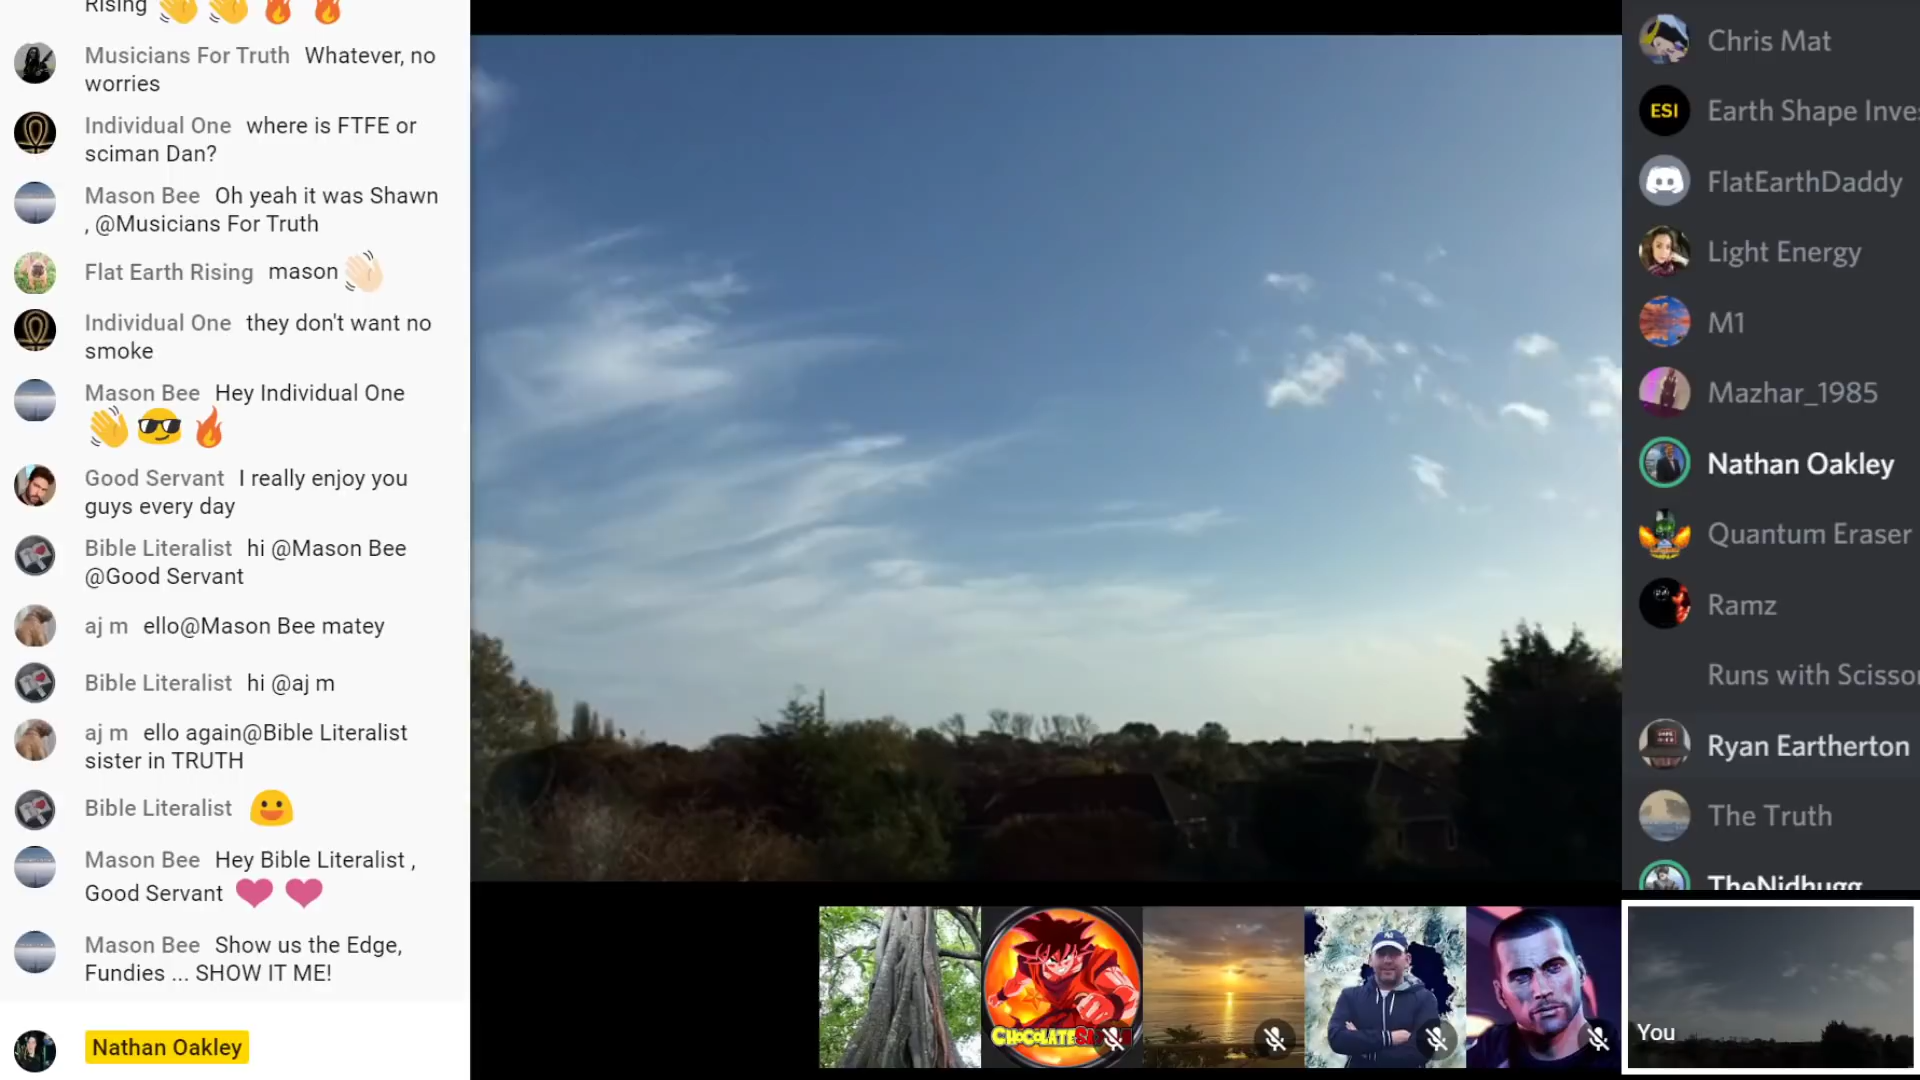 Rising
Musicians For Truth Whatever, no
worries
Individual One where is FTFE or
sciman Dan?
Mason Bee Oh yeah it was Shawn
, @Musicians For Truth
Flat Earth Rising mason
Individual One they don't want no
smoke
Mason Bee Hey Individual One
Good Servant I really enjoy you
guys every day
Bible Literalist hi @Mason Bee
@Good Servant
aj m ello@Mason Bee matey
Bible Literalist hi @aj m
aj m ello again@Bible Literalist
sister in TRUTH
Bible Literalist
Mason Bee Hey Bible Literalist ,
Good Servant
Mason Bee Show us the Edge,
Fundies ... SHOW IT ME!
Nathan Oakley
Chris Mat
ESI
Earth Shape Inves
FlatEarthDaddy
Light Energy
M1
Mazhar_1985
Nathan Oakley
Quantum Eraser
Ramz
Runs with Scissor
Ryan Eartherton
The Truth
TheNidhugg
You